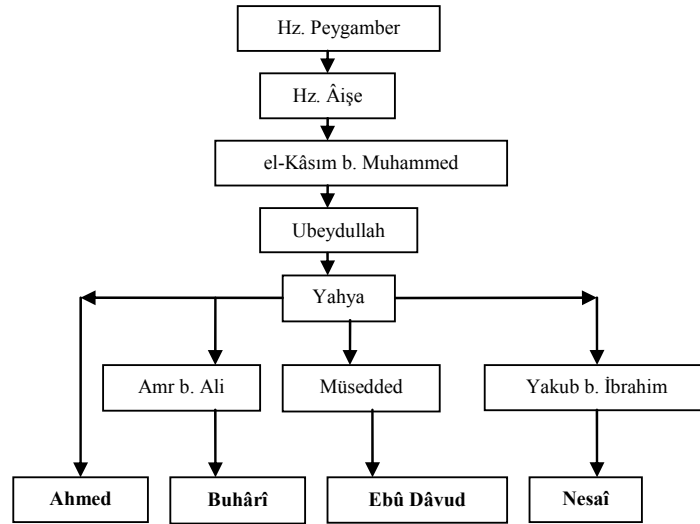 Hz. Peygamber
Hz. Âişe
el-Kâsım b. Muhammed
Ubeydullah
Yahya
Amr b. Ali
Müsedded
Yakub b. İbrahim
Ahmed
Buhârî
Ebû Dâvud
Nesaî